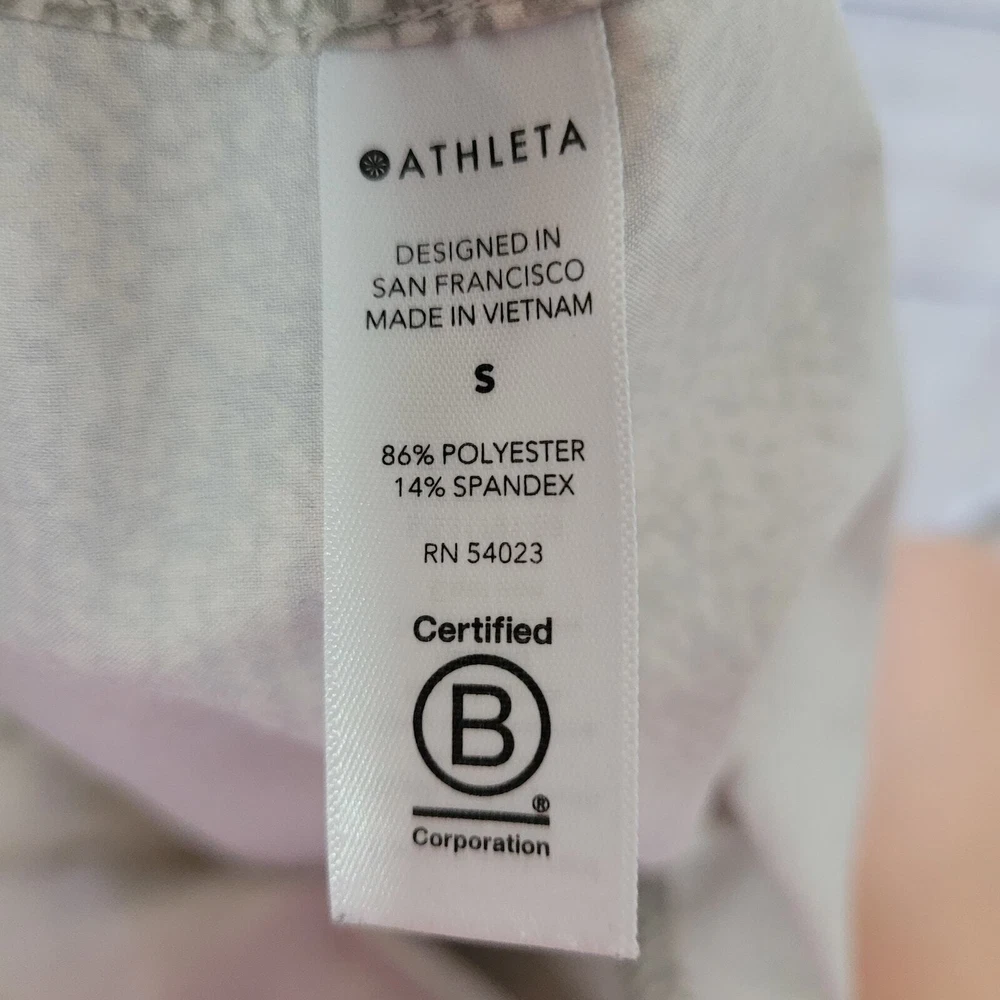 ATHLETA
DESIGNED IN
SAN FRANCISCO
MADE IN VIETNAM
S
86% POLYESTER
14% SPANDEX
RN 54023
Certified
B
®
Corporation